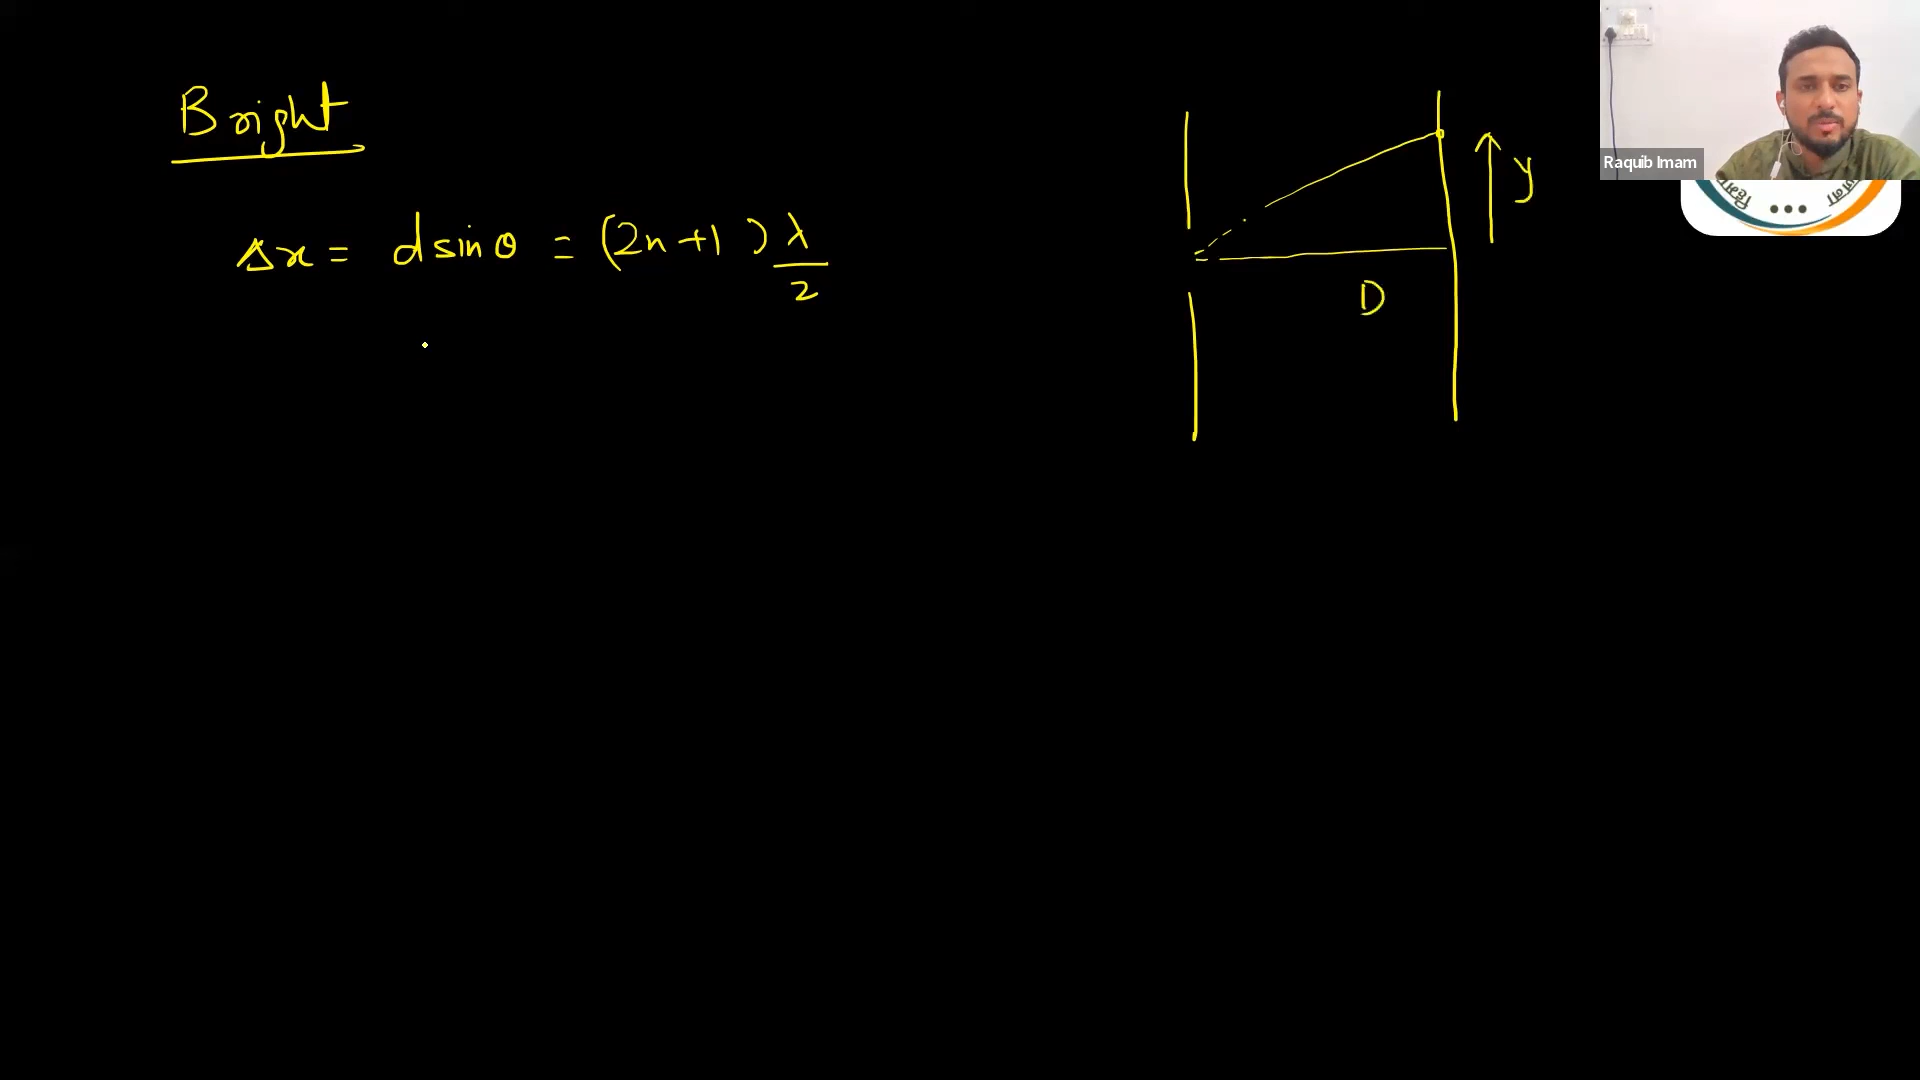 Bright
Δx = d sin θ = (2n+1) λ/2
y
D
Raquib Imam